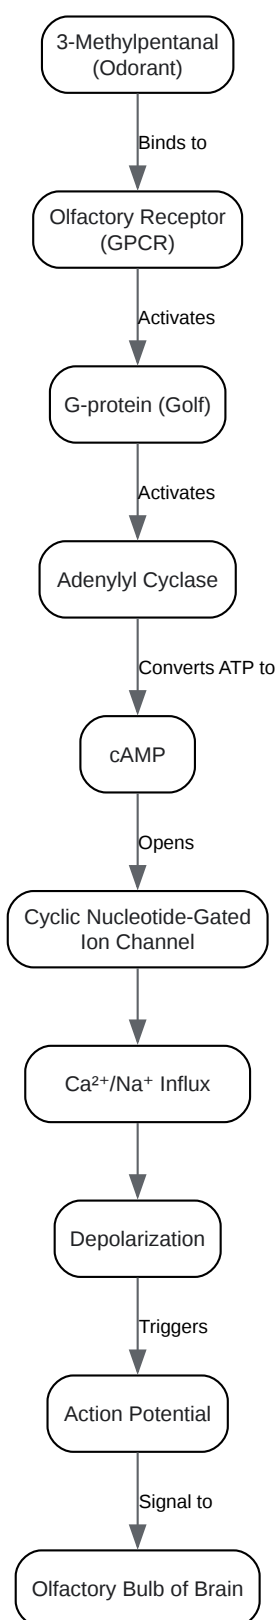 3-Methylpentanal
(Odorant)
Binds to
Olfactory Receptor
(GPCR)
Activates
G-protein (Golf)
Activates
Adenylyl Cyclase
Converts ATP to
cAMP
Opens
Cyclic Nucleotide-Gated
Ion Channel
Ca²⁺/Na⁺ Influx
Depolarization
Triggers
Action Potential
Signal to
Olfactory Bulb of Brain